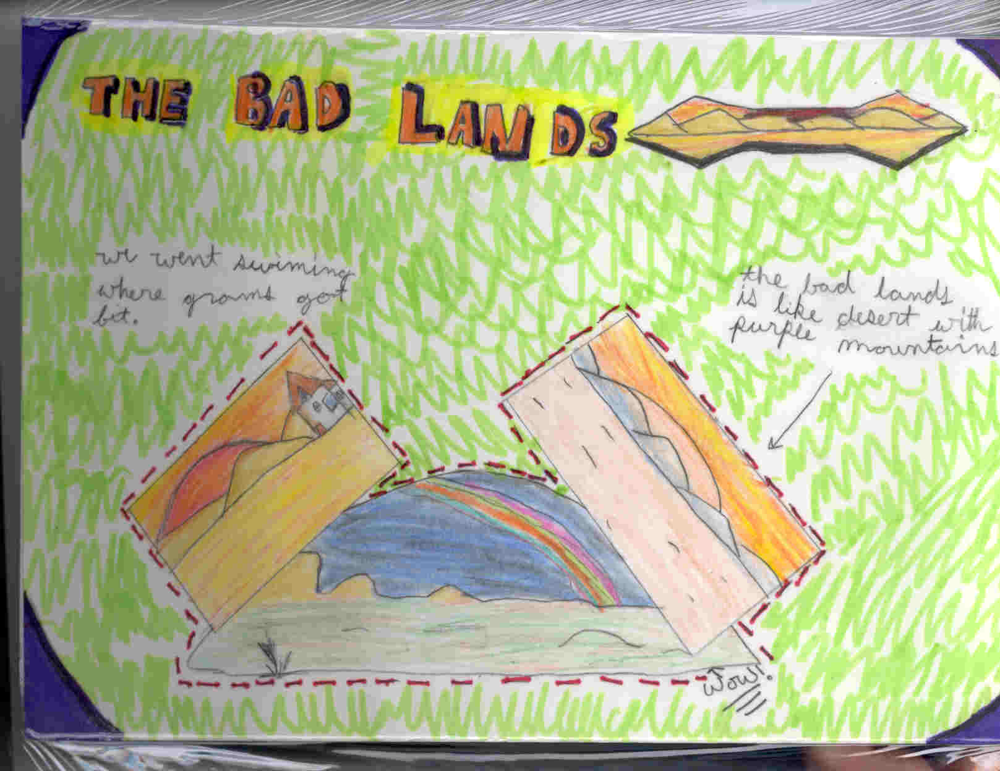 THE BAD LANDS
we went swiming
where grams got
bit.
the bad lands
is like desert with
purple mountains
Wow!